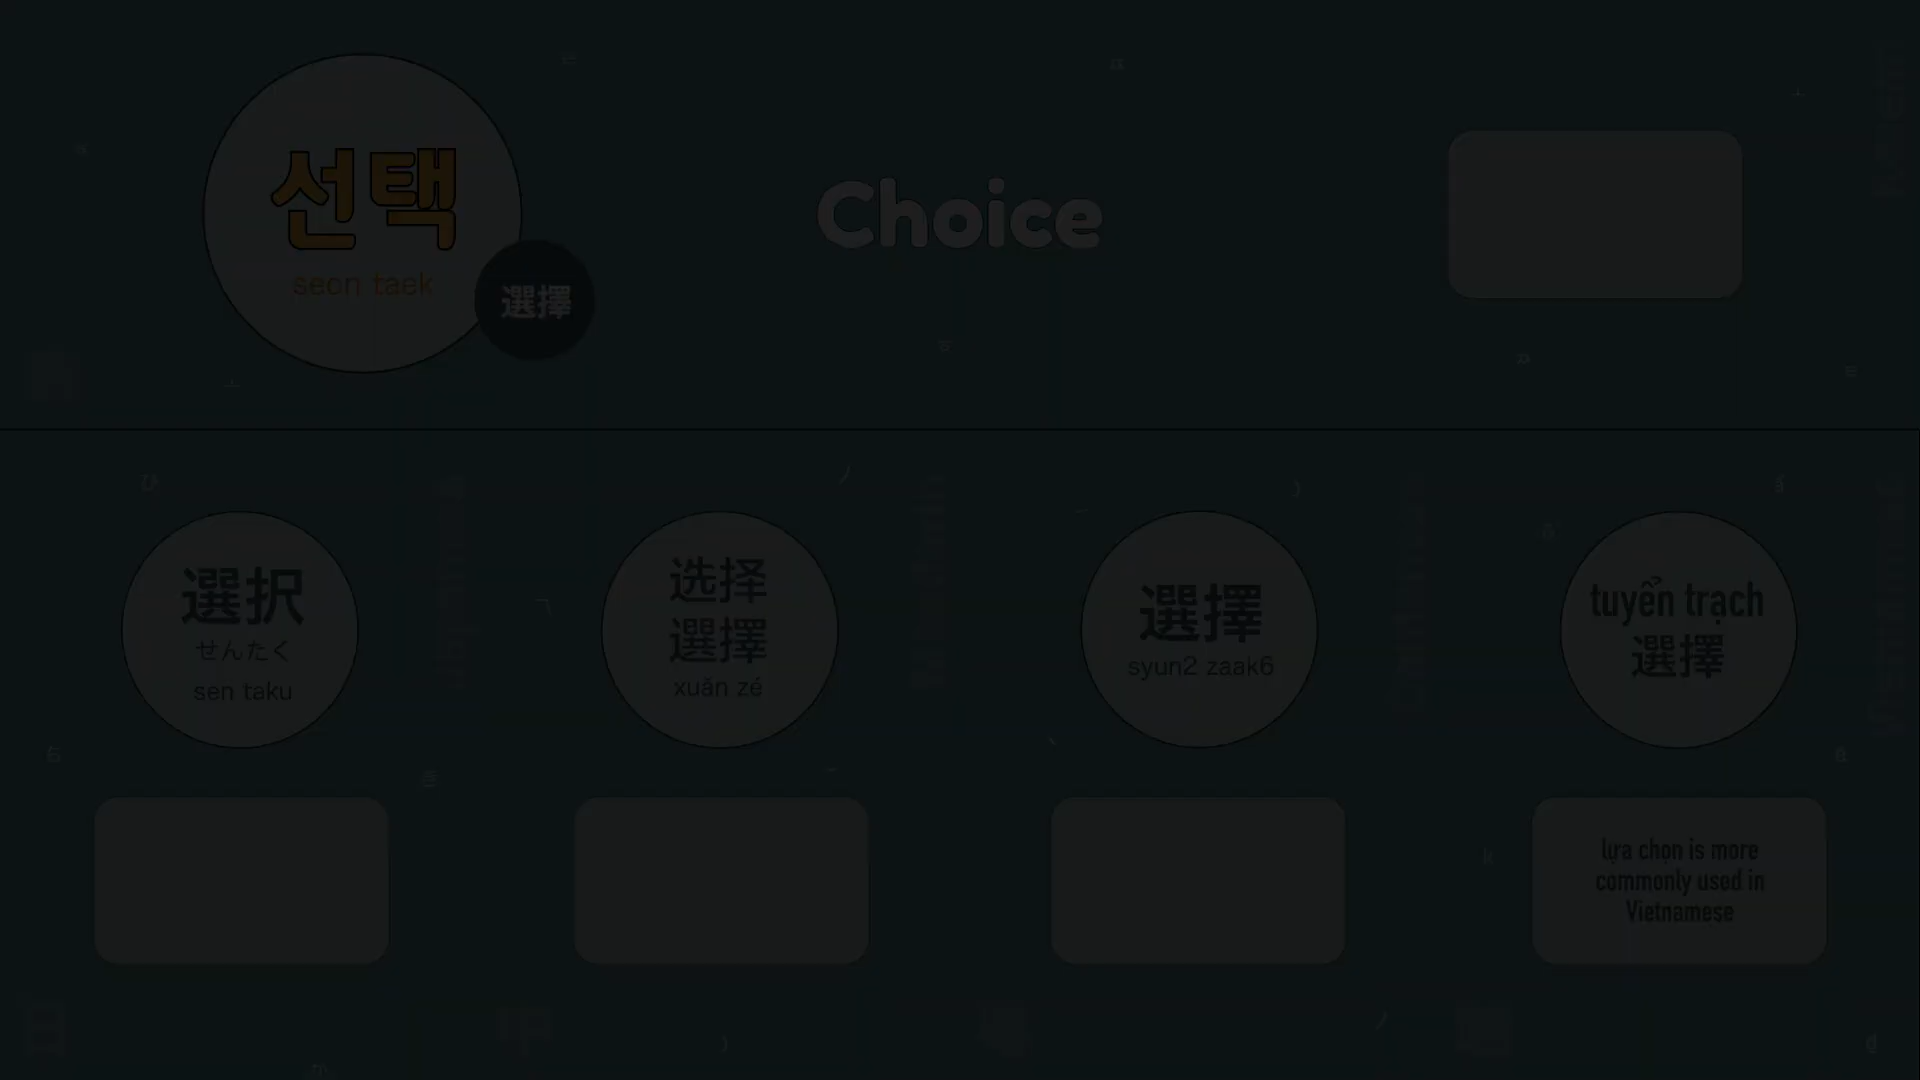 선택
seon taek
選擇
Choice
選択
せんたく
sen taku
选择
選擇
xuǎn zé
選擇
syun2 zaak6
tuyển trạch
選擇
lựa chọn is more
commonly used in
Vietnamese